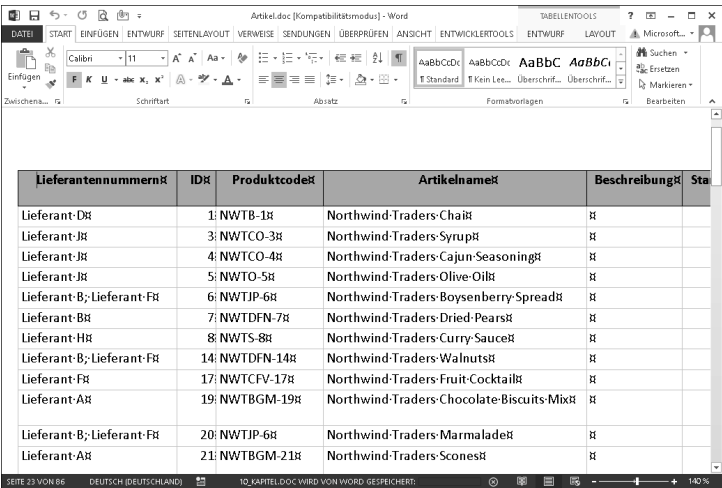 Artikel.doc [Kompatibilitätsmodus] - Word
TABELLENTOOLS
?
DATEI START EINFÜGEN ENTWURF SEITENLAYOUT VERWEISE SENDUNGEN ÜBERPRÜFEN ANSICHT ENTWICKLERTOOLS ENTWURF LAYOUT Microsoft...
Einfügen
Calibri 11
F K U abc x₂ x²
A A Aa
AaBbCcDc AaBbCcDc AaBbC AaBbCc
¶ Standard ¶ Kein Lee... Überschrif... Überschrif...
Suchen
Ersetzen
Markieren
Zwischena... Schriftart Absatz Formatvorlagen Bearbeiten
Lieferantennummern¤ ID¤ Produktcode¤ Artikelname¤ Beschreibung¤ Star
Lieferant·D¤ 1¤ NWTB-1¤ Northwind·Traders·Chai¤ ¤
Lieferant·J¤ 3¤ NWTCO-3¤ Northwind·Traders·Syrup¤ ¤
Lieferant·J¤ 4¤ NWTCO-4¤ Northwind·Traders·Cajun·Seasoning¤ ¤
Lieferant·J¤ 5¤ NWTO-5¤ Northwind·Traders·Olive·Oil¤ ¤
Lieferant·B;·Lieferant·F¤ 6¤ NWTJP-6¤ Northwind·Traders·Boysenberry·Spread¤ ¤
Lieferant·B¤ 7¤ NWTDFN-7¤ Northwind·Traders·Dried·Pears¤ ¤
Lieferant·H¤ 8¤ NWTS-8¤ Northwind·Traders·Curry·Sauce¤ ¤
Lieferant·B;·Lieferant·F¤ 14¤ NWTDFN-14¤ Northwind·Traders·Walnuts¤ ¤
Lieferant·F¤ 17¤ NWTCFV-17¤ Northwind·Traders·Fruit·Cocktail¤ ¤
Lieferant·A¤ 19¤ NWTBGM-19¤ Northwind·Traders·Chocolate·Biscuits·Mix¤ ¤
Lieferant·B;·Lieferant·F¤ 20¤ NWTJP-6¤ Northwind·Traders·Marmalade¤ ¤
Lieferant·A¤ 21¤ NWTBGM-21¤ Northwind·Traders·Scones¤ ¤
SEITE 23 VON 86 DEUTSCH (DEUTSCHLAND) 10_KAPITEL.DOC WIRD VON WORD GESPEICHERT: 140 %